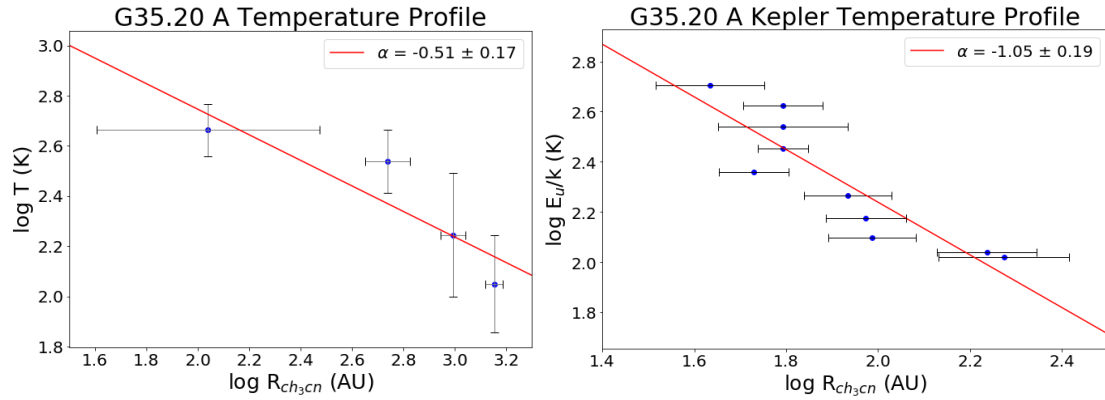 G35.20 A Temperature Profile
α = -0.51 ± 0.17
log T (K)
3.0
2.8
2.6
2.4
2.2
2.0
1.8
1.6 1.8 2.0 2.2 2.4 2.6 2.8 3.0 3.2
log R_{ch_3cn} (AU)
G35.20 A Kepler Temperature Profile
α = -1.05 ± 0.19
log E_u/k (K)
2.8
2.6
2.4
2.2
2.0
1.8
1.4 1.6 1.8 2.0 2.2 2.4
log R_{ch_3cn} (AU)